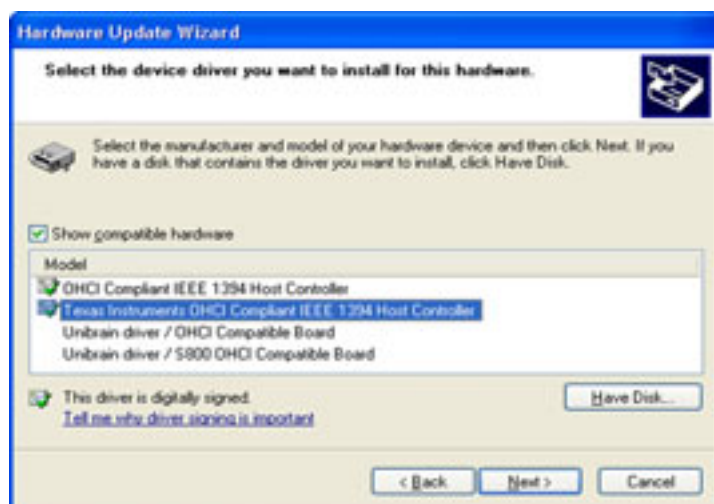 Hardware Update Wizard
Select the device driver you want to install for this hardware.
Select the manufacturer and model of your hardware device and then click Next. If you
have a disk that contains the driver you want to install, click Have Disk.
Show compatible hardware
Model
OHCI Compliant IEEE 1394 Host Controller
Texas Instruments OHCI Compliant IEEE 1394 Host Controller
Unibrain driver / OHCI Compatible Board
Unibrain driver / S800 OHCI Compatible Board
This driver is digitally signed.
Have Disk...
Tell me why driver signing is important
< Back
Next >
Cancel